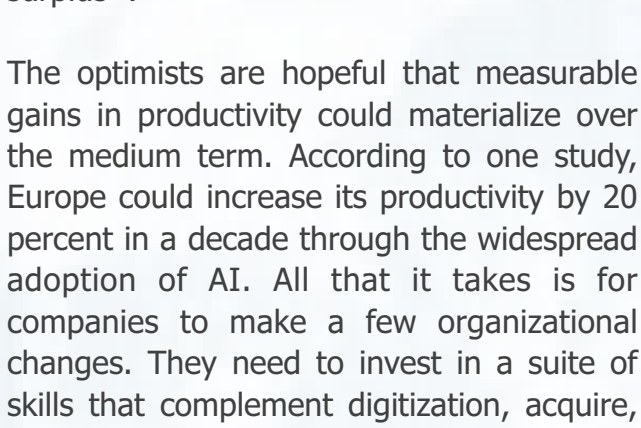 The optimists are hopeful that measurable
gains in productivity could materialize over
the medium term. According to one study,
Europe could increase its productivity by 20
percent in a decade through the widespread
adoption of AI. All that it takes is for
companies to make a few organizational
changes. They need to invest in a suite of
skills that complement digitization, acquire,